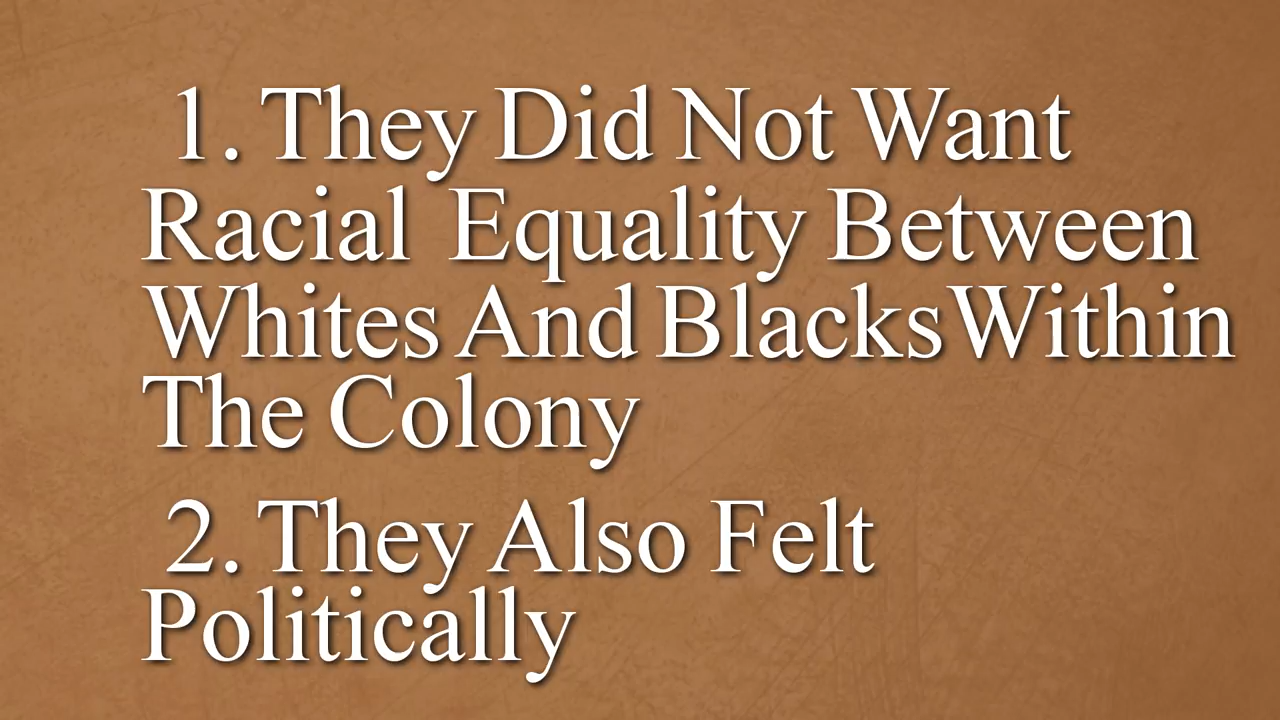 1. They Did Not Want
Racial Equality Between
Whites And Blacks Within
The Colony
2. They Also Felt
Politically